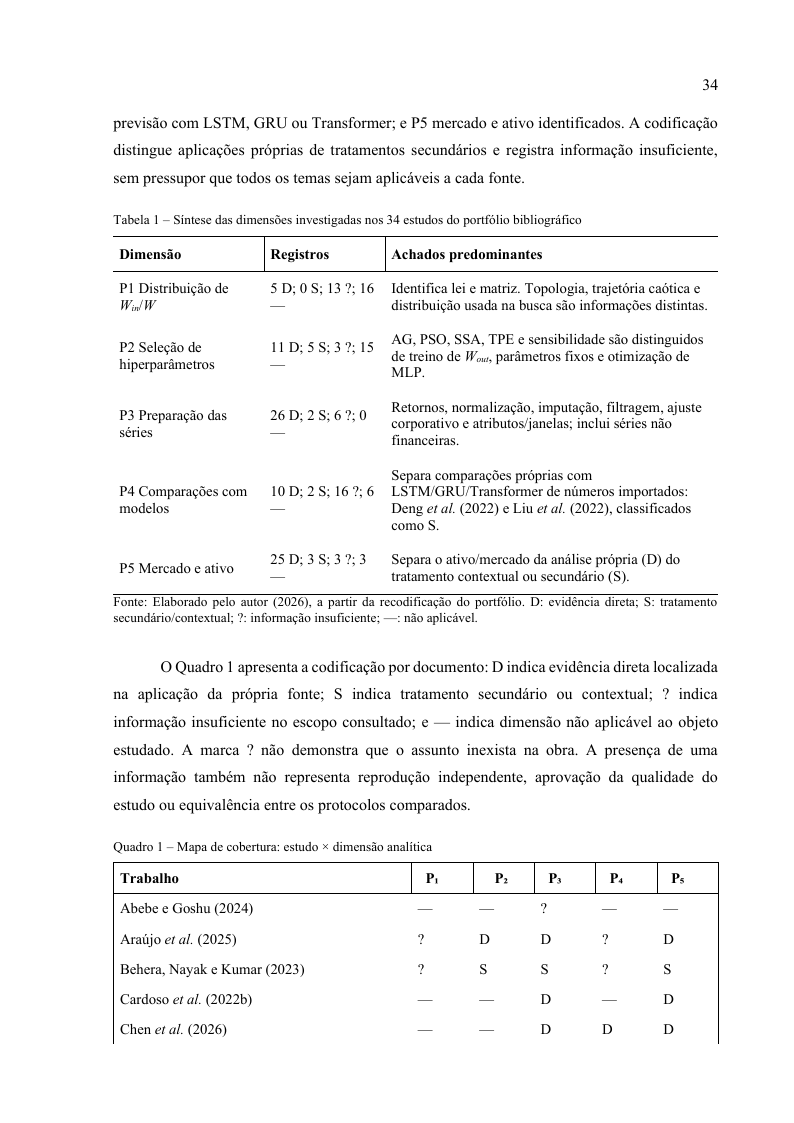 34
previsão com LSTM, GRU ou Transformer; e P5 mercado e ativo identificados. A codificação
distingue aplicações próprias de tratamentos secundários e registra informação insuficiente,
sem pressupor que todos os temas sejam aplicáveis a cada fonte.
Tabela 1 – Síntese das dimensões investigadas nos 34 estudos do portfólio bibliográfico
Dimensão Registros Achados predominantes
P1 Distribuição de
Win/W
5 D; 0 S; 13 ?; 16
—
Identifica lei e matriz. Topologia, trajetória caótica e
distribuição usada na busca são informações distintas.
P2 Seleção de
hiperparâmetros
11 D; 5 S; 3 ?; 15
—
AG, PSO, SSA, TPE e sensibilidade são distinguidos
de treino de Wout, parâmetros fixos e otimização de
MLP.
P3 Preparação das
séries
26 D; 2 S; 6 ?; 0
—
Retornos, normalização, imputação, filtragem, ajuste
corporativo e atributos/janelas; inclui séries não
financeiras.
P4 Comparações com
modelos
10 D; 2 S; 16 ?; 6
—
Separa comparações próprias com
LSTM/GRU/Transformer de números importados:
Deng et al. (2022) e Liu et al. (2022), classificados
como S.
P5 Mercado e ativo
25 D; 3 S; 3 ?; 3
—
Separa o ativo/mercado da análise própria (D) do
tratamento contextual ou secundário (S).
Fonte: Elaborado pelo autor (2026), a partir da recodificação do portfólio. D: evidência direta; S: tratamento
secundário/contextual; ?: informação insuficiente; —: não aplicável.
O Quadro 1 apresenta a codificação por documento: D indica evidência direta localizada
na aplicação da própria fonte; S indica tratamento secundário ou contextual; ? indica
informação insuficiente no escopo consultado; e — indica dimensão não aplicável ao objeto
estudado. A marca ? não demonstra que o assunto inexista na obra. A presença de uma
informação também não representa reprodução independente, aprovação da qualidade do
estudo ou equivalência entre os protocolos comparados.
Quadro 1 – Mapa de cobertura: estudo × dimensão analítica
Trabalho P₁ P₂ P₃ P₄ P₅
Abebe e Goshu (2024) — — ? — —
Araújo et al. (2025) ? D D ? D
Behera, Nayak e Kumar (2023) ? S S ? S
Cardoso et al. (2022b) — — D — D
Chen et al. (2026) — — D D D